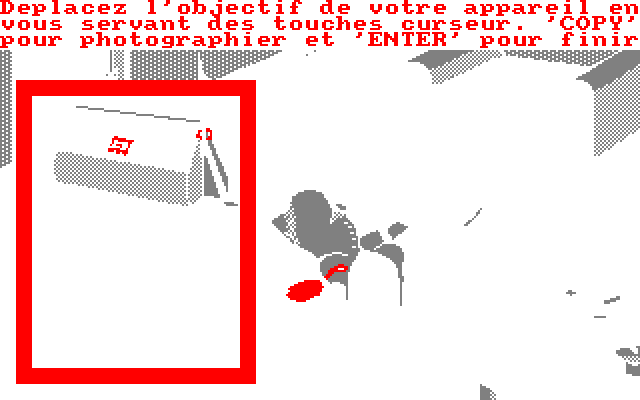 Deplacez l'objectif de votre appareil en
vous servant des touches curseur. 'COPY'
pour photographier et 'ENTER' pour finir